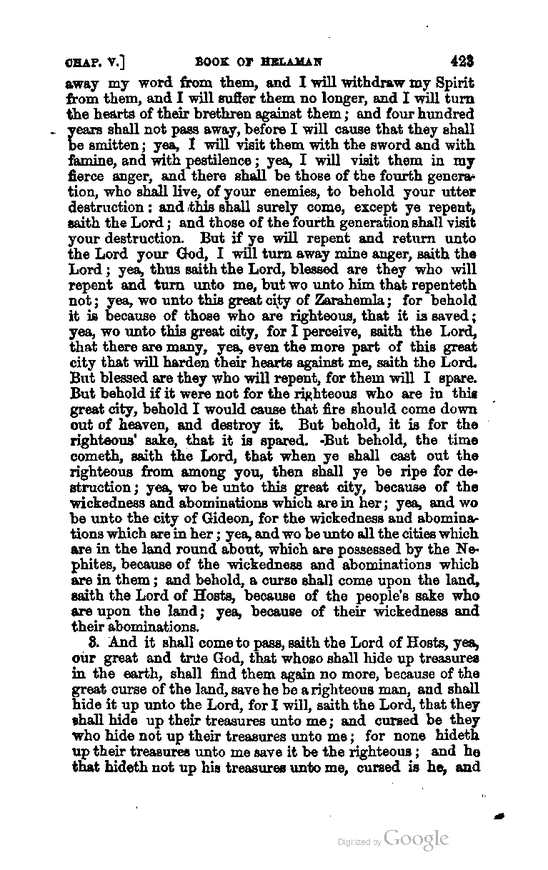 CHAP. V.] BOOK OF HELAMAN 423
away my word from them, and I will withdraw my Spirit
from them, and I will suffer them no longer, and I will turn
the hearts of their brethren against them; and four hundred
years shall not pass away, before I will cause that they shall
be smitten; yea, I will visit them with the sword and with
famine, and with pestilence; yea, I will visit them in my
fierce anger, and there shall be those of the fourth genera-
tion, who shall live, of your enemies, to behold your utter
destruction: and this shall surely come, except ye repent,
saith the Lord; and those of the fourth generation shall visit
your destruction. But if ye will repent and return unto
the Lord your God, I will turn away mine anger, saith the
Lord; yea, thus saith the Lord, blessed are they who will
repent and turn unto me, but wo unto him that repenteth
not; yea, wo unto this great city of Zarahemla; for behold
it is because of those who are righteous, that it is saved;
yea, wo unto this great city, for I perceive, saith the Lord,
that there are many, yea, even the more part of this great
city that will harden their hearts against me, saith the Lord.
But blessed are they who will repent, for them will I spare.
But behold if it were not for the righteous who are in this
great city, behold I would cause that fire should come down
out of heaven, and destroy it. But behold, it is for the
righteous' sake, that it is spared. But behold, the time
cometh, saith the Lord, that when ye shall cast out the
righteous from among you, then shall ye be ripe for de-
struction; yea, wo be unto this great city, because of the
wickedness and abominations which are in her; yea, and wo
be unto the city of Gideon, for the wickedness and abomina-
tions which are in her; yea, and wo be unto all the cities which
are in the land round about, which are possessed by the Ne-
phites, because of the wickedness and abominations which
are in them; and behold, a curse shall come upon the land,
saith the Lord of Hosts, because of the people's sake who
are upon the land; yea, because of their wickedness and
their abominations.
3. And it shall come to pass, saith the Lord of Hosts, yea,
our great and true God, that whoso shall hide up treasures
in the earth, shall find them again no more, because of the
great curse of the land, save he be a righteous man, and shall
hide it up unto the Lord, for I will, saith the Lord, that they
shall hide up their treasures unto me; and cursed be they
who hide not up their treasures unto me; for none hideth
up their treasures unto me save it be the righteous; and he
that hideth not up his treasures unto me, cursed is he, and
Digitized by Google